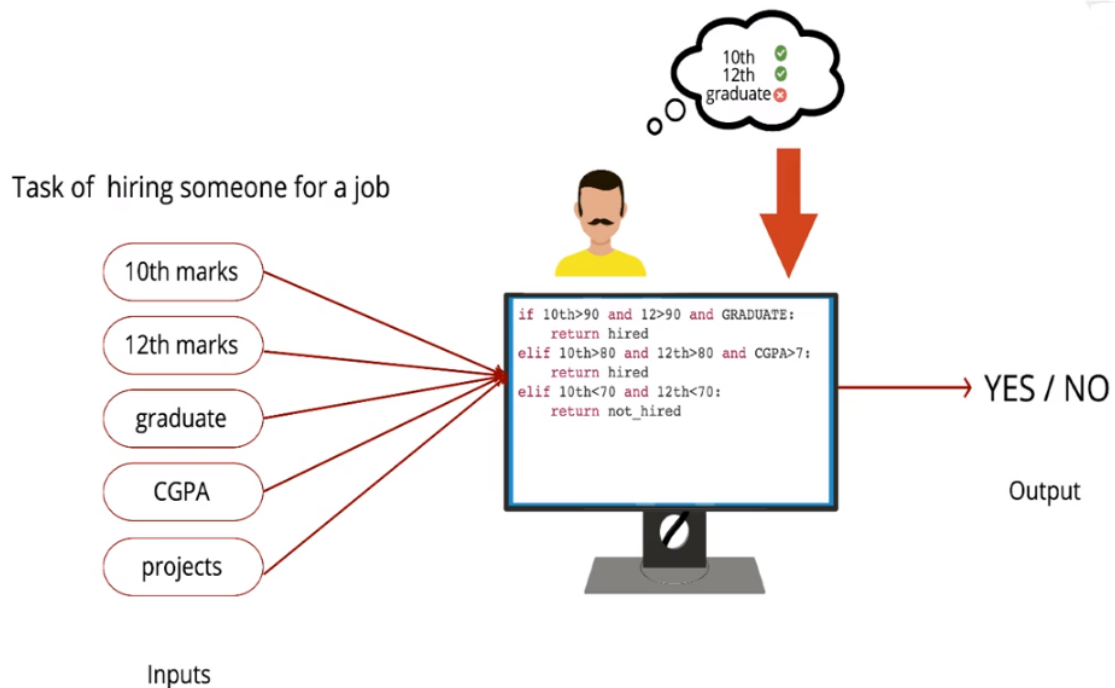 10th
12th
graduate
Task of hiring someone for a job
10th marks
12th marks
graduate
CGPA
projects
Inputs
if 10th>90 and 12>90 and GRADUATE:
return hired
elif 10th>80 and 12th>80 and CGPA>7:
return hired
elif 10th<70 and 12th<70:
return not_hired
YES / NO
Output